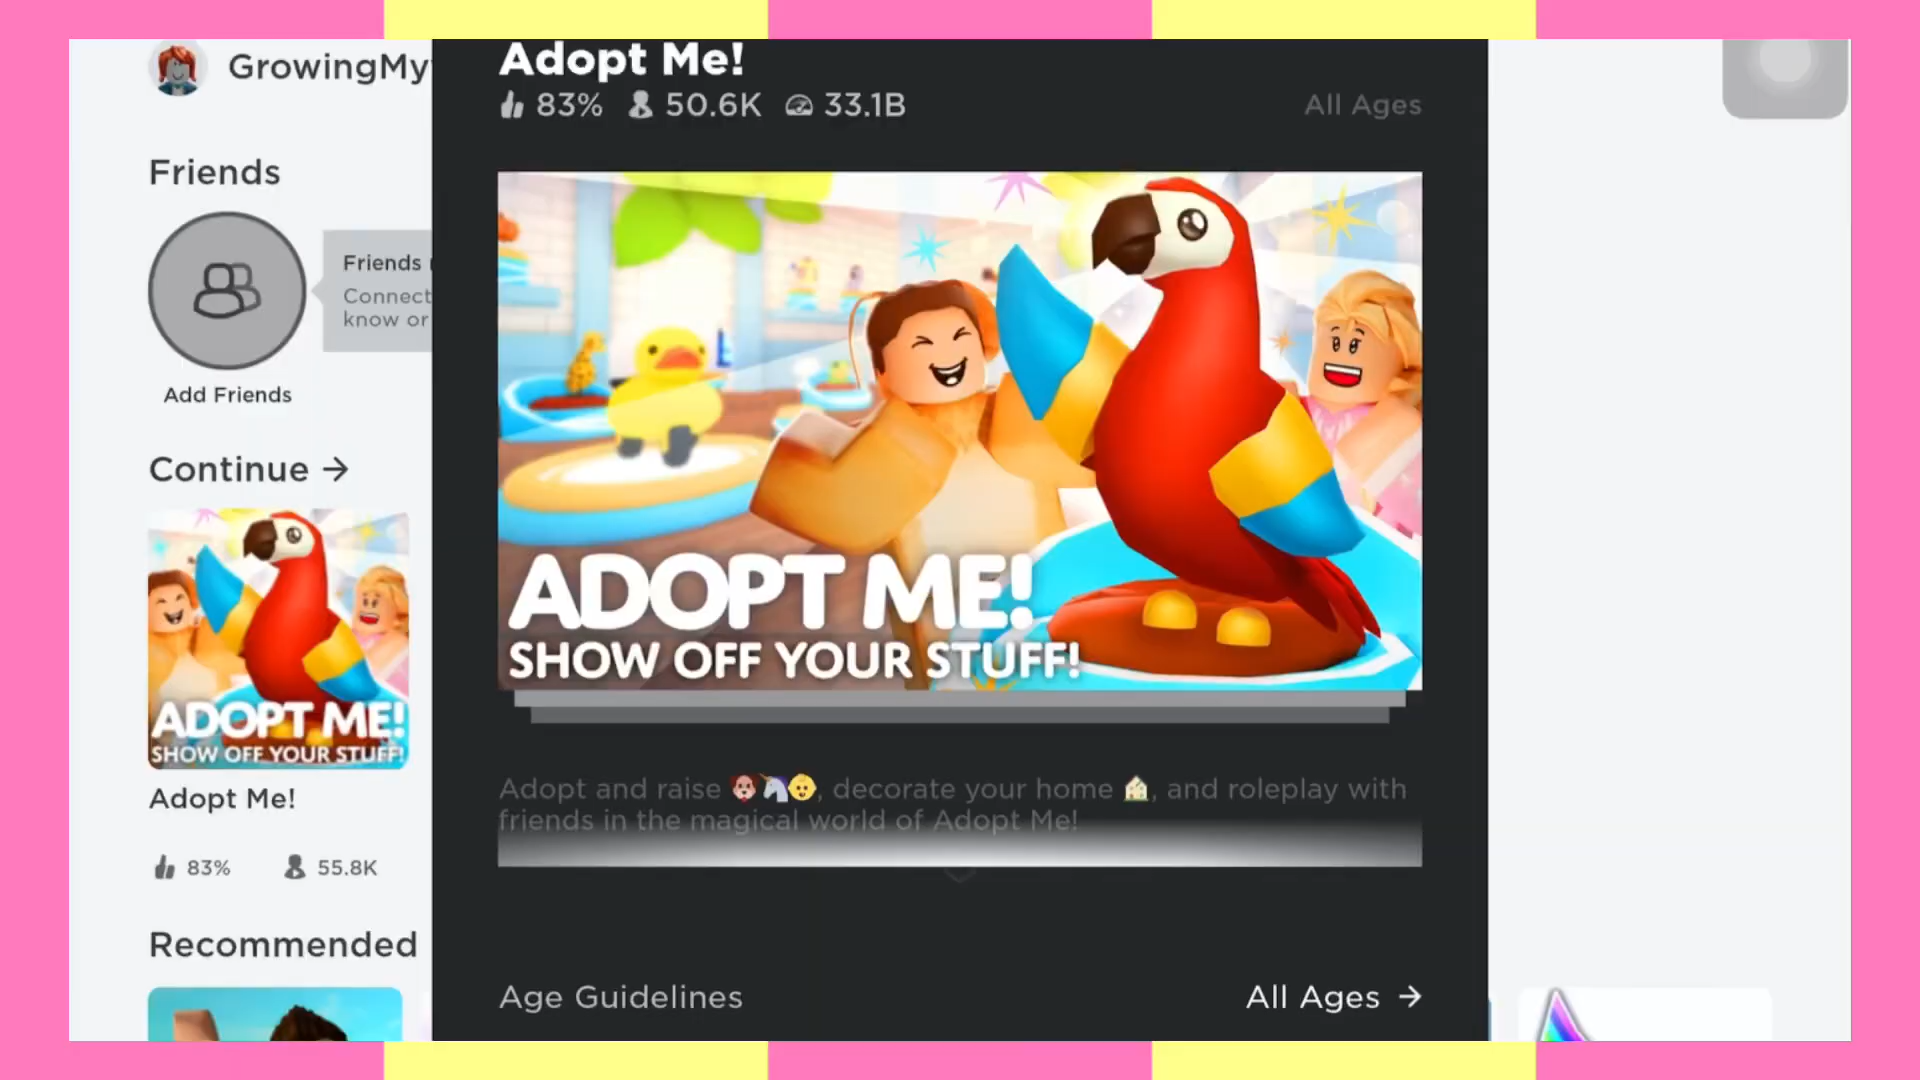 GrowingMy
Friends
Friends
Connect
know or
Add Friends
Continue →
ADOPT ME!
SHOW OFF YOUR STUFF!
Adopt Me!
83% 55.8K
Recommended
Adopt Me!
83% 50.6K 33.1B
All Ages
ADOPT ME!
SHOW OFF YOUR STUFF!
Adopt and raise 🐶🦄👶, decorate your home 🏠, and roleplay with
friends in the magical world of Adopt Me!
Age Guidelines
All Ages →